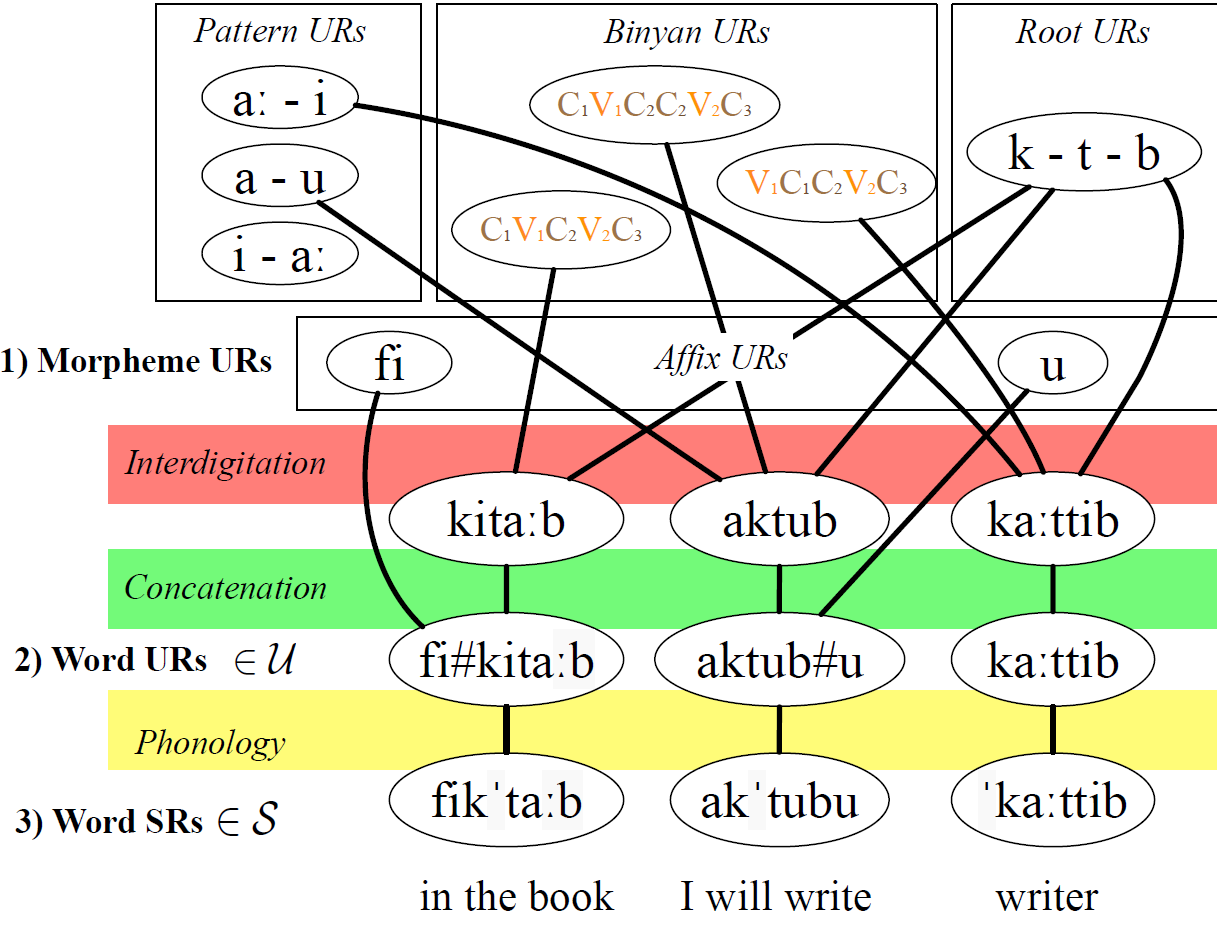 Pattern URs
Binyan URs
Root URs
aː - i
C₁V₁C₂C₂V₂C₃
k - t - b
a - u
V₁C₁C₂V₂C₃
C₁V₁C₂V₂C₃
i - aː
1) Morpheme URs
fi
Affix URs
u
Interdigitation
kitaːb
aktub
kaːttib
Concatenation
2) Word URs ∈ 𝒰
fi#kitaːb
aktub#u
kaːttib
Phonology
3) Word SRs ∈ 𝒮
fikˈtaːb
akˈtubu
ˈkaːttib
in the book
I will write
writer